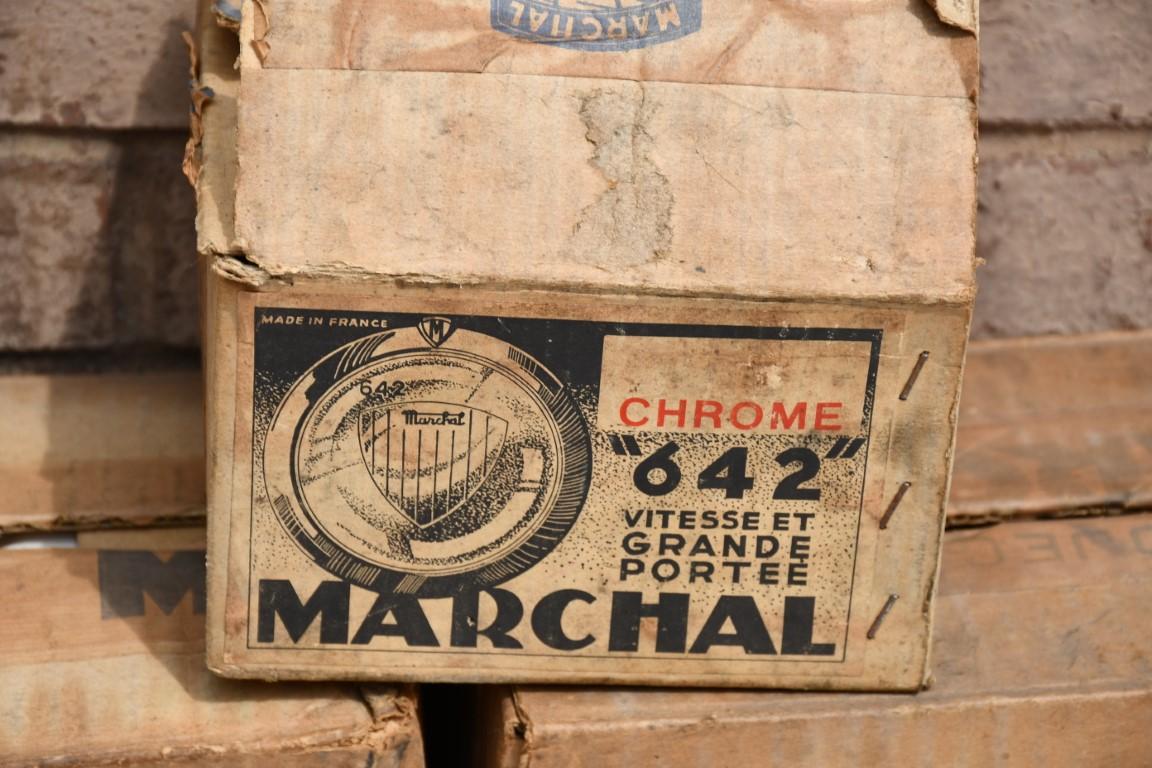 MARCHAL
MADE IN FRANCE
M
642
Marchal
CHROME
"642"
VITESSE ET
GRANDE
PORTEE
MARCHAL
M